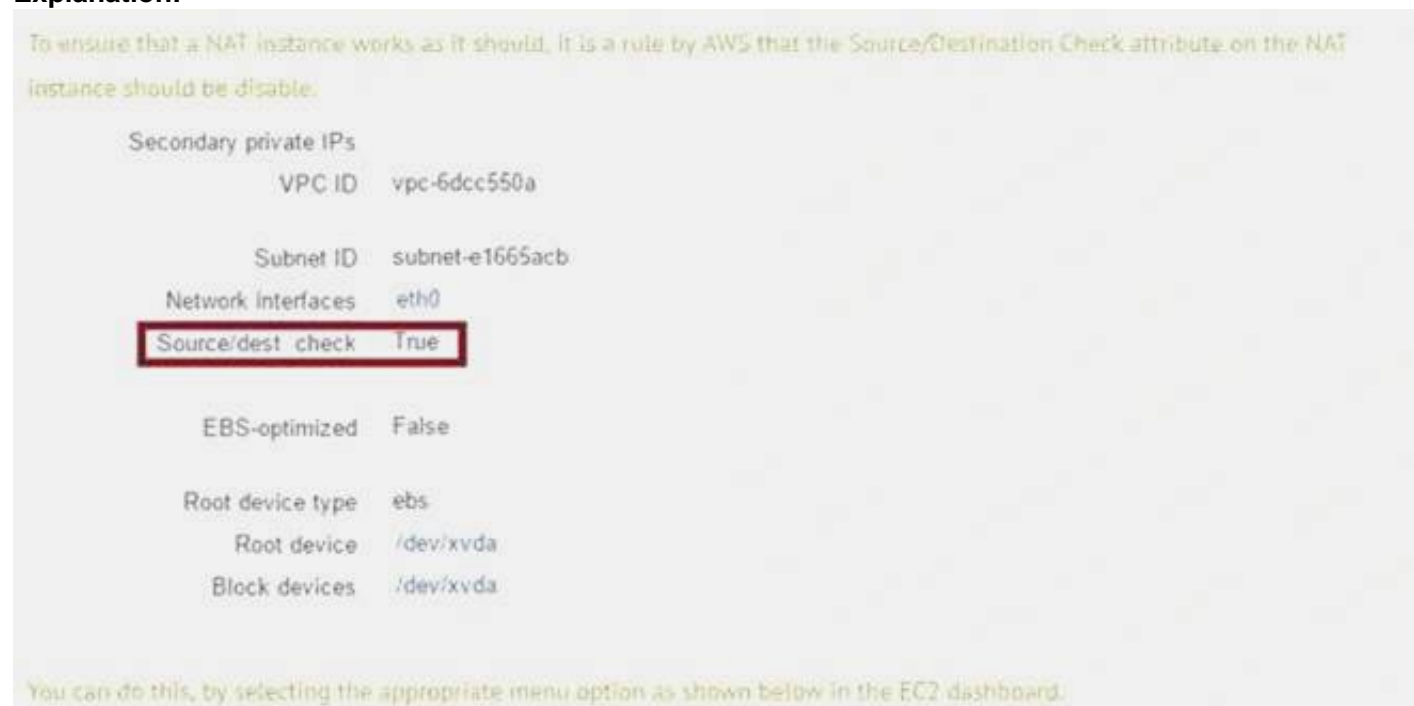 Explanation:
To ensure that a NAT instance works as it should, it is a rule by AWS that the Source/Destination Check attribute on the NAT
instance should be disable.
Secondary private IPs
VPC ID vpc-6dcc550a
Subnet ID subnet-e1665acb
Network interfaces eth0
Source/dest check True
EBS-optimized False
Root device type ebs
Root device /dev/xvda
Block devices /dev/xvda
You can do this, by selecting the appropriate menu option as shown below in the EC2 dashboard.